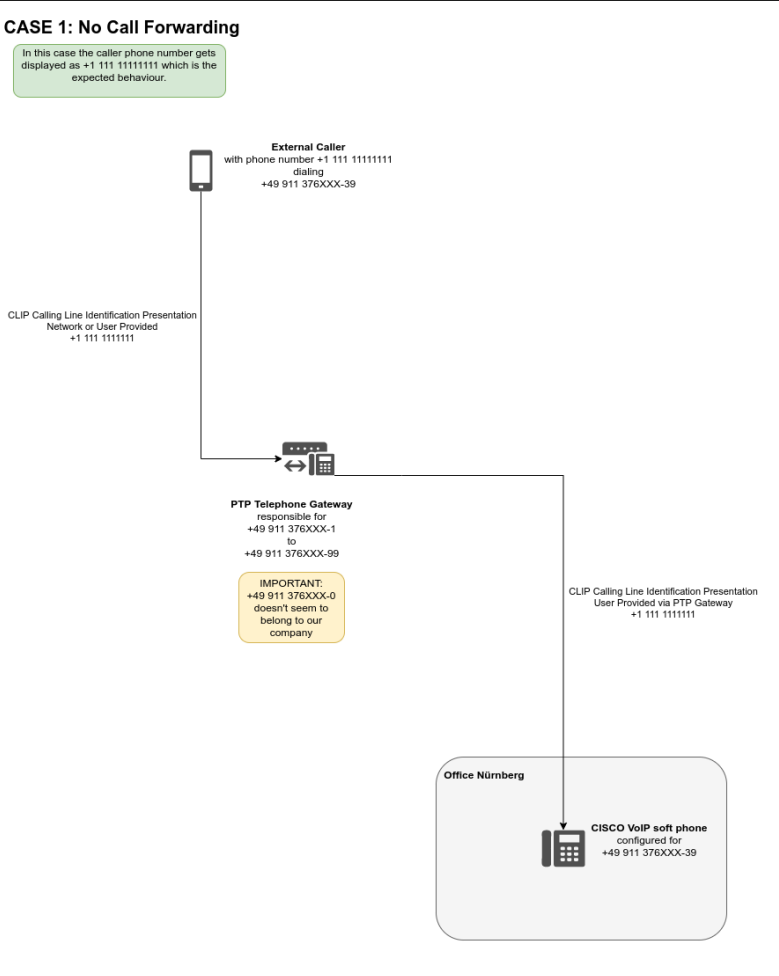 CASE 1: No Call Forwarding
In this case the caller phone number gets
displayed as +1 111 11111111 which is the
expected behaviour.
External Caller
with phone number +1 111 11111111
dialing
+49 911 376XXX-39
CLIP Calling Line Identification Presentation
Network or User Provided
+1 111 1111111
PTP Telephone Gateway
responsible for
+49 911 376XXX-1
to
+49 911 376XXX-99
IMPORTANT:
+49 911 376XXX-0
doesn't seem to
belong to our
company
CLIP Calling Line Identification Presentation
User Provided via PTP Gateway
+1 111 1111111
Office Nürnberg
CISCO VoIP soft phone
configured for
+49 911 376XXX-39